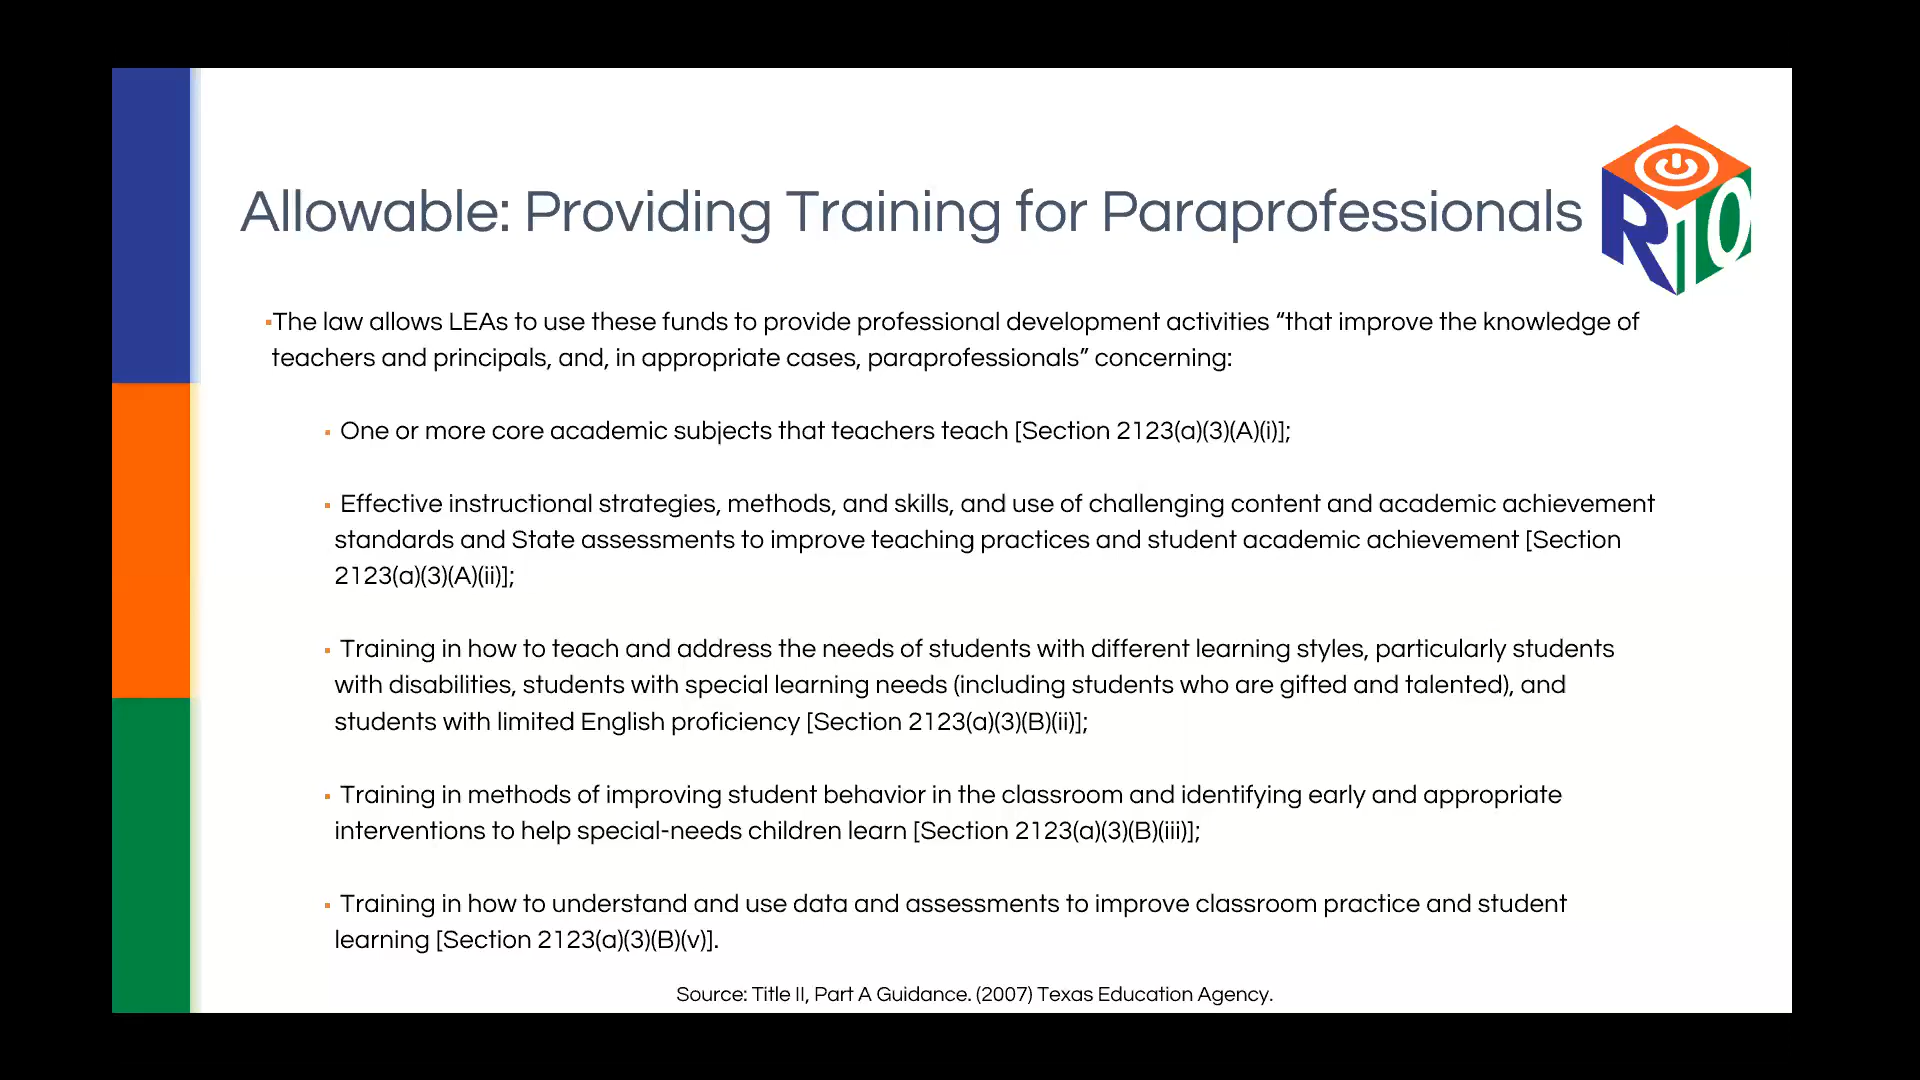 Allowable: Providing Training for Paraprofessionals
R10
▪The law allows LEAs to use these funds to provide professional development activities “that improve the knowledge of
teachers and principals, and, in appropriate cases, paraprofessionals” concerning:
▪ One or more core academic subjects that teachers teach [Section 2123(a)(3)(A)(i)];
▪ Effective instructional strategies, methods, and skills, and use of challenging content and academic achievement
standards and State assessments to improve teaching practices and student academic achievement [Section
2123(a)(3)(A)(ii)];
▪ Training in how to teach and address the needs of students with different learning styles, particularly students
with disabilities, students with special learning needs (including students who are gifted and talented), and
students with limited English proficiency [Section 2123(a)(3)(B)(ii)];
▪ Training in methods of improving student behavior in the classroom and identifying early and appropriate
interventions to help special-needs children learn [Section 2123(a)(3)(B)(iii)];
▪ Training in how to understand and use data and assessments to improve classroom practice and student
learning [Section 2123(a)(3)(B)(v)].
Source: Title II, Part A Guidance. (2007) Texas Education Agency.